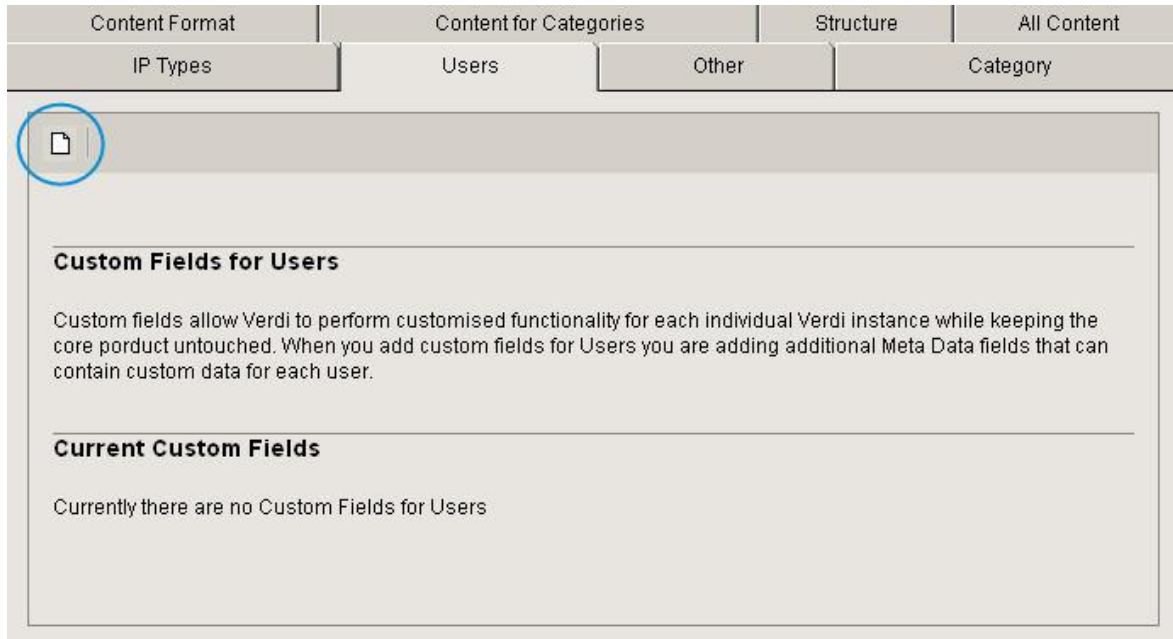 Content Format Content for Categories Structure All Content
IP Types Users Other Category
Custom Fields for Users
Custom fields allow Verdi to perform customised functionality for each individual Verdi instance while keeping the
core porduct untouched. When you add custom fields for Users you are adding additional Meta Data fields that can
contain custom data for each user.
Current Custom Fields
Currently there are no Custom Fields for Users